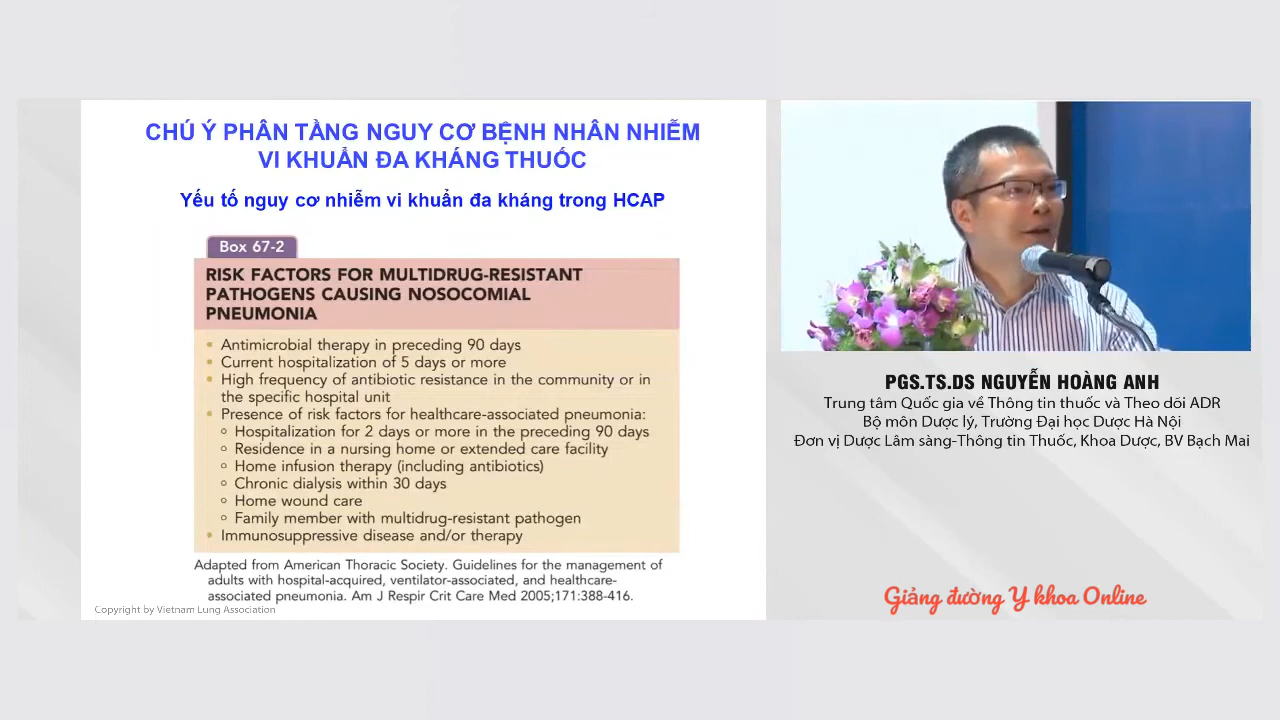 CHÚ Ý PHÂN TẦNG NGUY CƠ BỆNH NHÂN NHIỄM
VI KHUẨN ĐA KHÁNG THUỐC
Yếu tố nguy cơ nhiễm vi khuẩn đa kháng trong HCAP
Box 67-2
RISK FACTORS FOR MULTIDRUG-RESISTANT
PATHOGENS CAUSING NOSOCOMIAL
PNEUMONIA
• Antimicrobial therapy in preceding 90 days
• Current hospitalization of 5 days or more
• High frequency of antibiotic resistance in the community or in
the specific hospital unit
• Presence of risk factors for healthcare-associated pneumonia:
○ Hospitalization for 2 days or more in the preceding 90 days
○ Residence in a nursing home or extended care facility
○ Home infusion therapy (including antibiotics)
○ Chronic dialysis within 30 days
○ Home wound care
○ Family member with multidrug-resistant pathogen
• Immunosuppressive disease and/or therapy
Adapted from American Thoracic Society. Guidelines for the management of
adults with hospital-acquired, ventilator-associated, and healthcare-
associated pneumonia. Am J Respir Crit Care Med 2005;171:388-416.
Copyright by Vietnam Lung Association
PGS.TS.DS NGUYỄN HOÀNG ANH
Trung tâm Quốc gia về Thông tin thuốc và Theo dõi ADR
Bộ môn Dược lý, Trường Đại học Dược Hà Nội
Đơn vị Dược Lâm sàng-Thông tin Thuốc, Khoa Dược, BV Bạch Mai
Giảng đường Y khoa Online